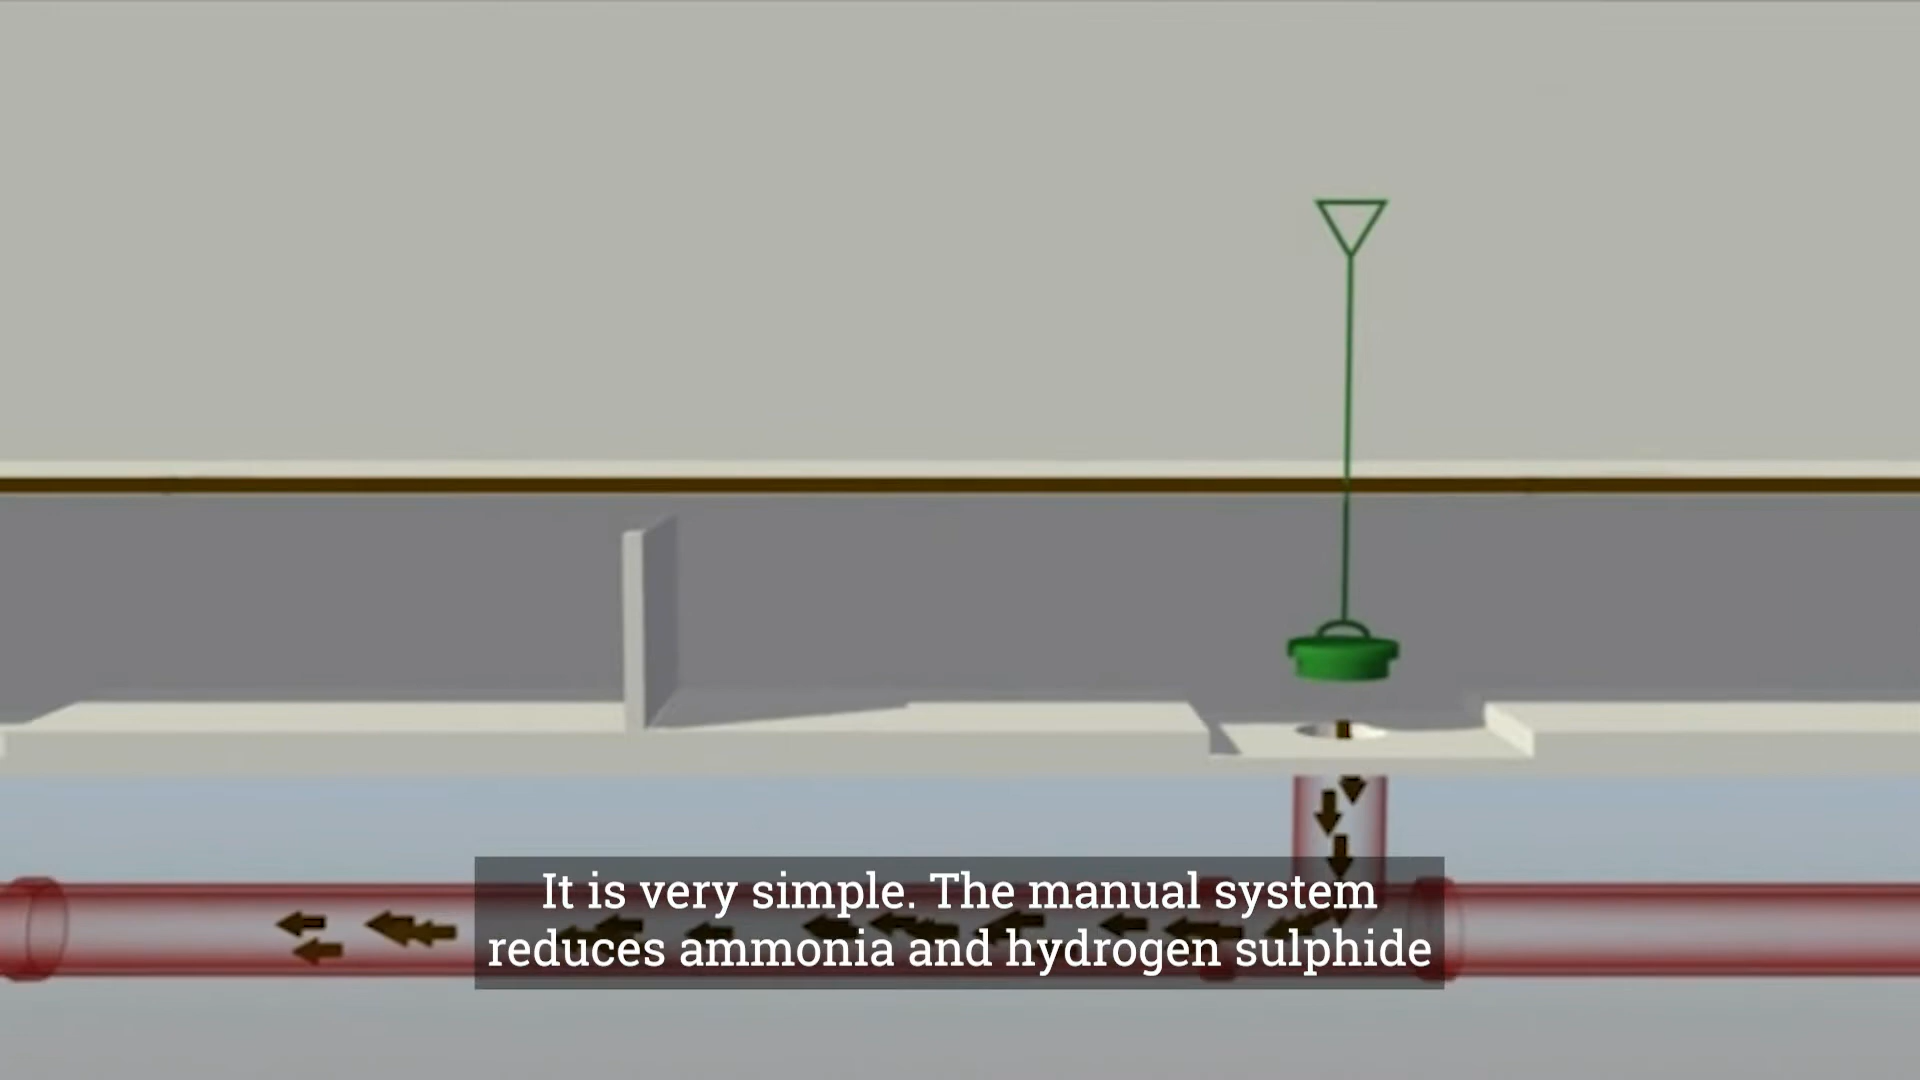 It is very simple. The manual system
reduces ammonia and hydrogen sulphide